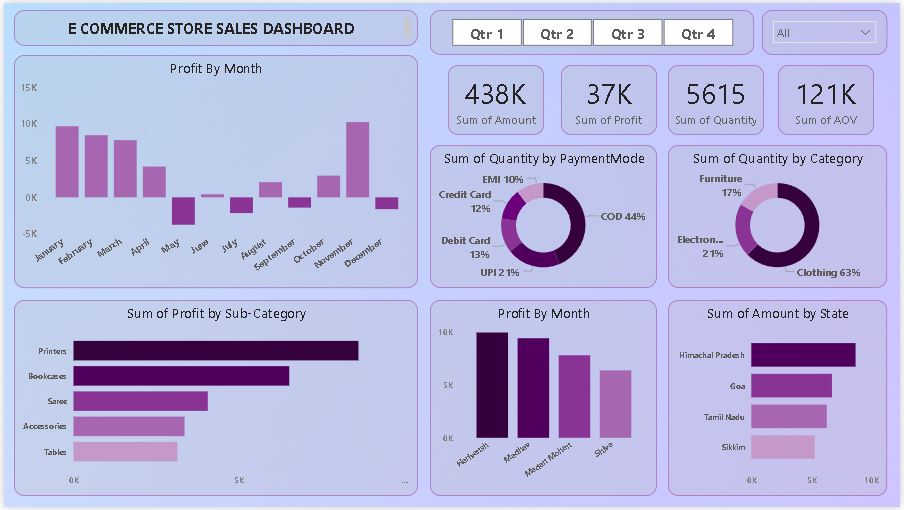 E COMMERCE STORE SALES DASHBOARD
Qtr 1
Qtr 2
Qtr 3
Qtr 4
All
Profit By Month
15K
10K
5K
0K
-5K
January
February
March
April
May
June
July
August
September
October
November
December
438K
Sum of Amount
37K
Sum of Profit
5615
Sum of Quantity
121K
Sum of AOV
Sum of Quantity by PaymentMode
EMI 10%
Credit Card
12%
COD 44%
Debit Card
13%
UPI 21%
Sum of Quantity by Category
Furniture
17%
Electron...
21%
Clothing 63%
Sum of Profit by Sub-Category
Printers
Bookcases
Saree
Accessories
Tables
0K
5K
...
Profit By Month
10K
5K
0K
Harivansh
Madhav
Madan Mohan
Shiva
Sum of Amount by State
Himachal Pradesh
Goa
Tamil Nadu
Sikkim
0K
5K
10K